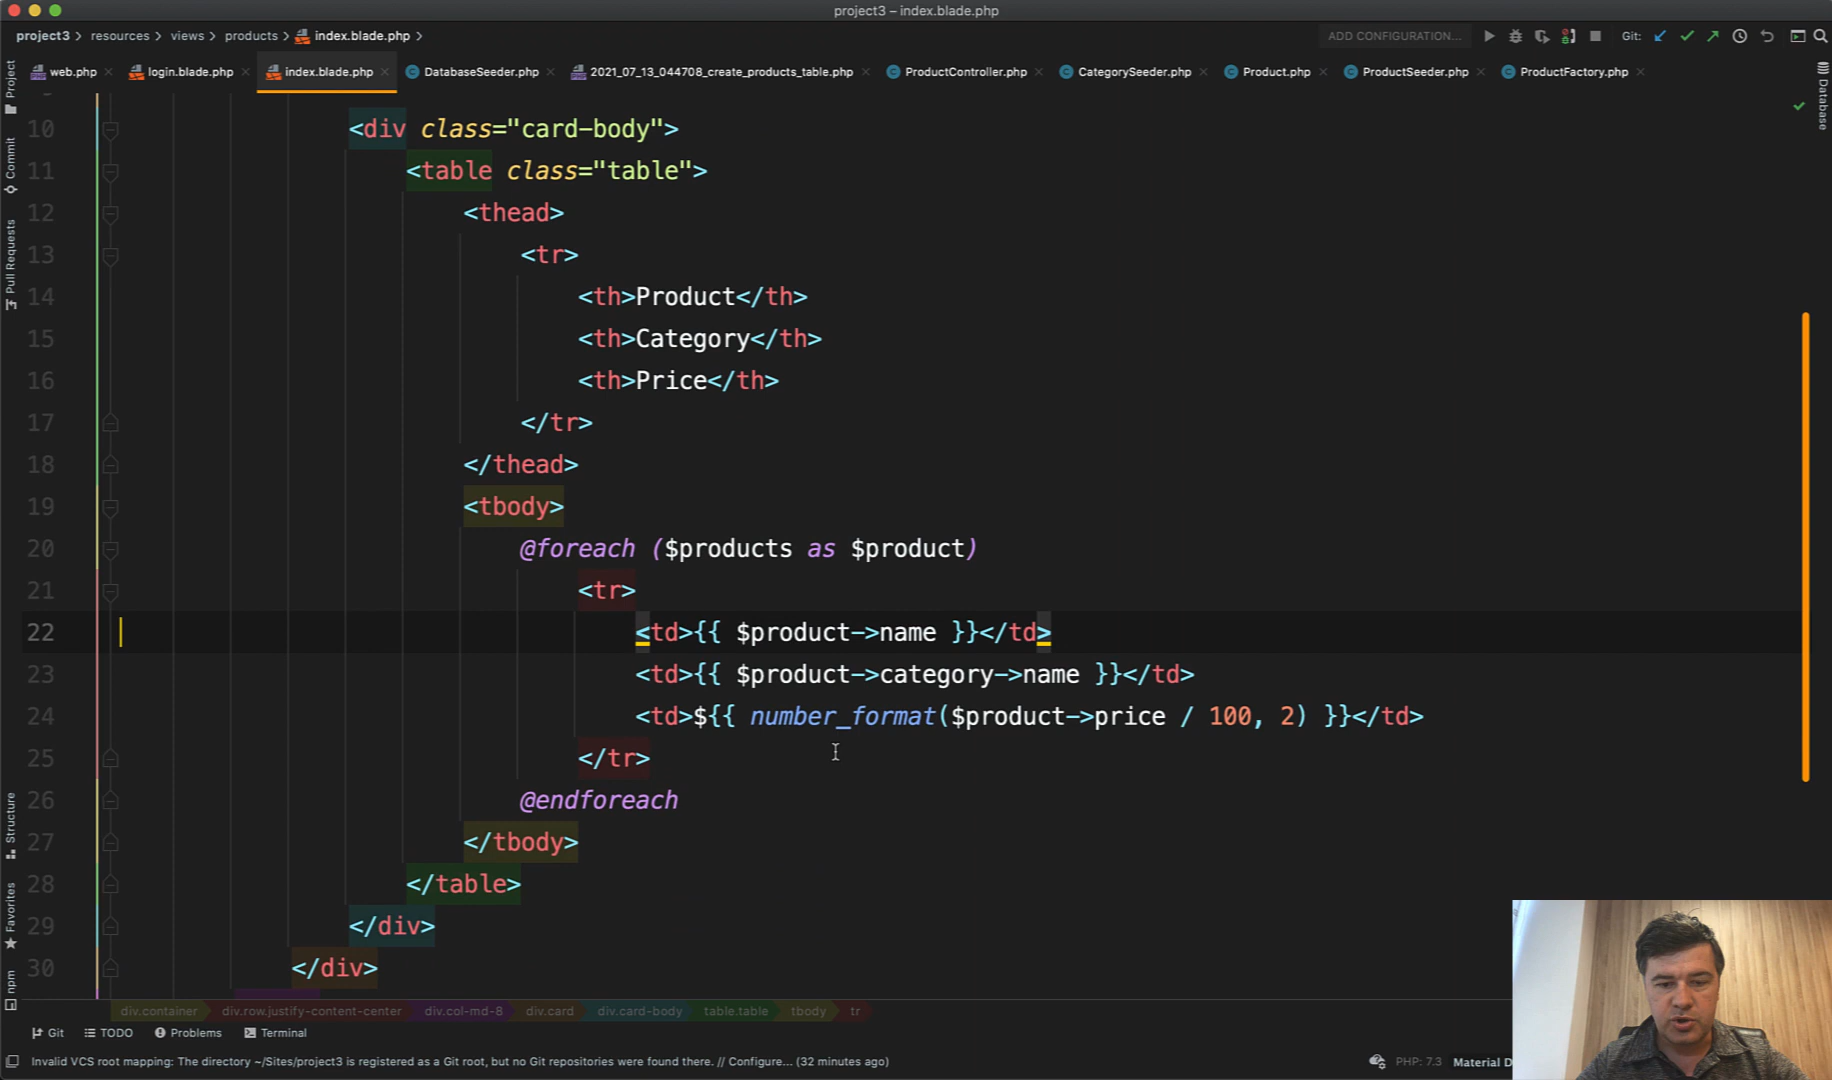 project3 – index.blade.php
project3 > resources > views > products > index.blade.php >
ADD CONFIGURATION...
Git:
web.php
login.blade.php
index.blade.php
DatabaseSeeder.php
2021_07_13_044708_create_products_table.php
ProductController.php
CategorySeeder.php
Product.php
ProductSeeder.php
ProductFactory.php
Project
Commit
Pull Requests
Structure
Favorites
npm
Database
10 <div class="card-body">
11 <table class="table">
12 <thead>
13 <tr>
14 <th>Product</th>
15 <th>Category</th>
16 <th>Price</th>
17 </tr>
18 </thead>
19 <tbody>
20 @foreach ($products as $product)
21 <tr>
22 <td>{{ $product->name }}</td>
23 <td>{{ $product->category->name }}</td>
24 <td>${{ number_format($product->price / 100, 2) }}</td>
25 </tr>
26 @endforeach
27 </tbody>
28 </table>
29 </div>
30 </div>
div.container
div.row.justify-content-center
div.col-md-8
div.card
div.card-body
table.table
tbody
tr
Git
TODO
Problems
Terminal
Invalid VCS root mapping: The directory ~/Sites/project3 is registered as a Git root, but no Git repositories were found there. // Configure... (32 minutes ago)
PHP: 7.3
Material